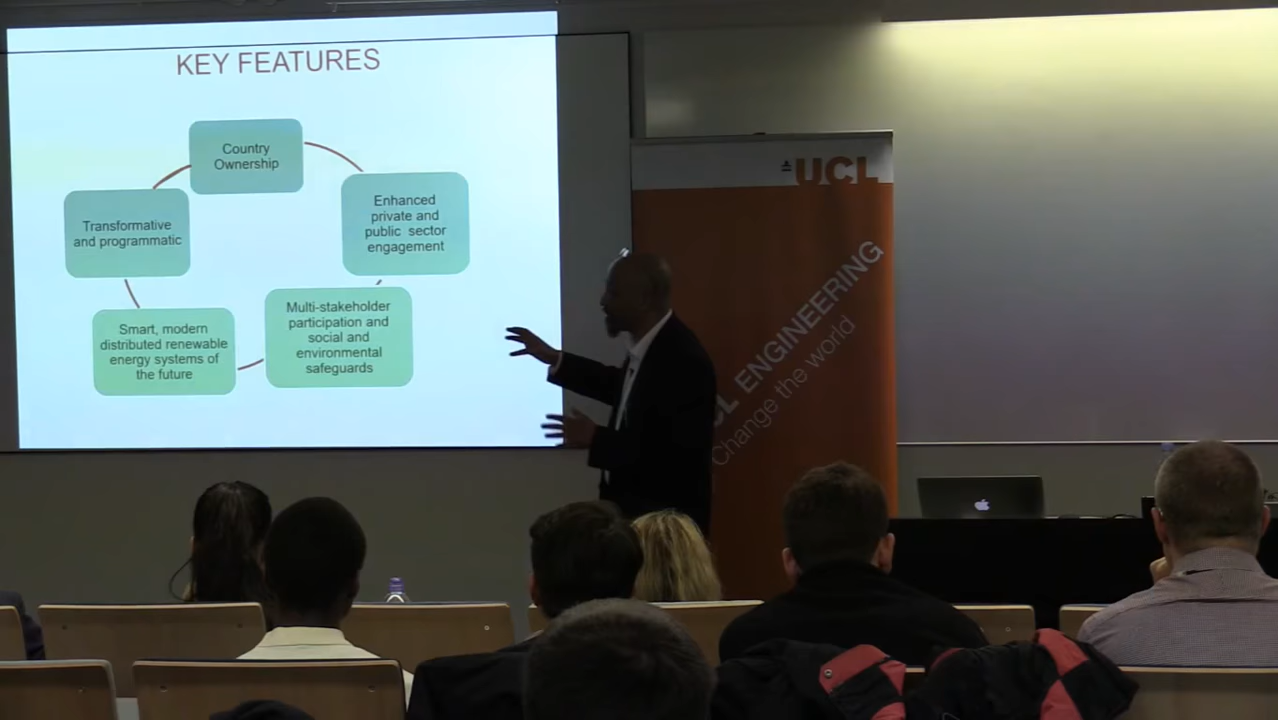 KEY FEATURES
Country
Ownership
Enhanced
private and
public sector
engagement
Multi-stakeholder
participation and
social and
environmental
safeguards
Smart, modern
distributed renewable
energy systems of
the future
Transformative
and programmatic
UCL
CL ENGINEERING
Change the world